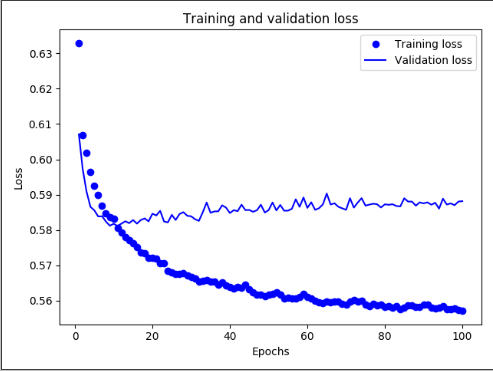 Training and validation loss
Training loss
Validation loss
0.63
0.62
0.61
0.60
0.59
0.58
0.57
0.56
Loss
0 20 40 60 80 100
Epochs